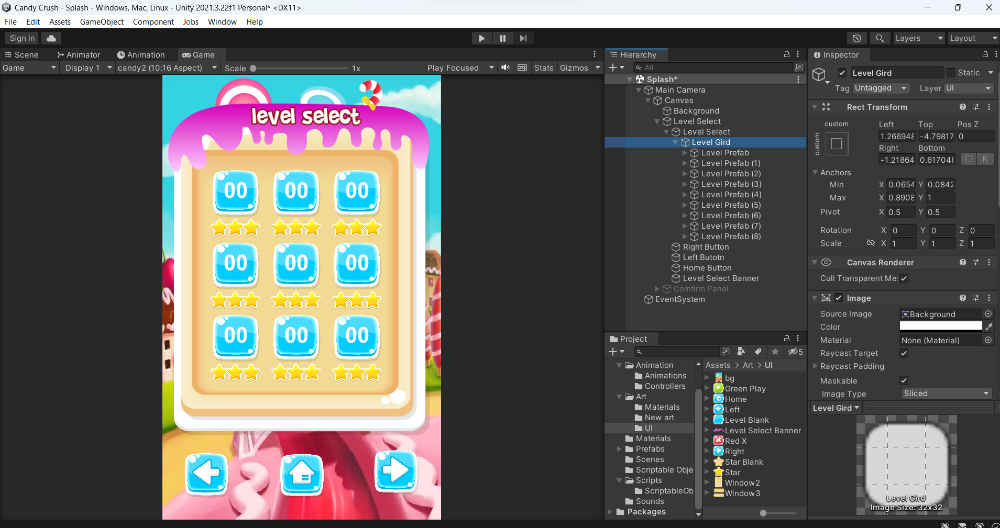 Candy Crush - Splash - Windows, Mac, Linux - Unity 2021.3.22f1 Personal* <DX11>
File Edit Assets GameObject Component Jobs Window Help
Sign in
Layers
Layout
Scene
Animator
Animation
Game
Game
Display 1
candy2 (10:16 Aspect)
Scale
1x
Play Focused
Stats
Gizmos
level select
00 00 00
00 00 00
00 00 00
Hierarchy
All
Splash*
Main Camera
Canvas
Background
Level Select
Level Select
Level Gird
Level Prefab
Level Prefab (1)
Level Prefab (2)
Level Prefab (3)
Level Prefab (4)
Level Prefab (5)
Level Prefab (6)
Level Prefab (7)
Level Prefab (8)
Right Button
Left Butotn
Home Button
Level Select Banner
Comfirm Panel
EventSystem
Project
5
Animation
Animations
Controllers
Art
Materials
New art
UI
Materials
Prefabs
Scenes
Scriptable Obje
Scripts
ScriptableOb
Sounds
Packages
Assets > Art > UI
bg
Green Play
Home
Left
Level Blank
Level Select Banner
Red X
Right
Star Blank
Star
Window2
Window3
Inspector
Level Gird
Static
Tag Untagged
Layer UI
Rect Transform
custom
custom
Left Top Pos Z
1.266948 -4.79817 0
Right Bottom
-1.21864 0.617048
R
Anchors
Min X 0.0654 Y 0.0842
Max X 0.8908 Y 1
Pivot X 0.5 Y 0.5
Rotation X 0 Y 0 Z 0
Scale X 1 Y 1 Z 1
Canvas Renderer
Cull Transparent Me
Image
Source Image Background
Color
Material None (Material)
Raycast Target
Raycast Padding
Maskable
Image Type Sliced
Level Gird
Level Gird
Image Size: 32x32